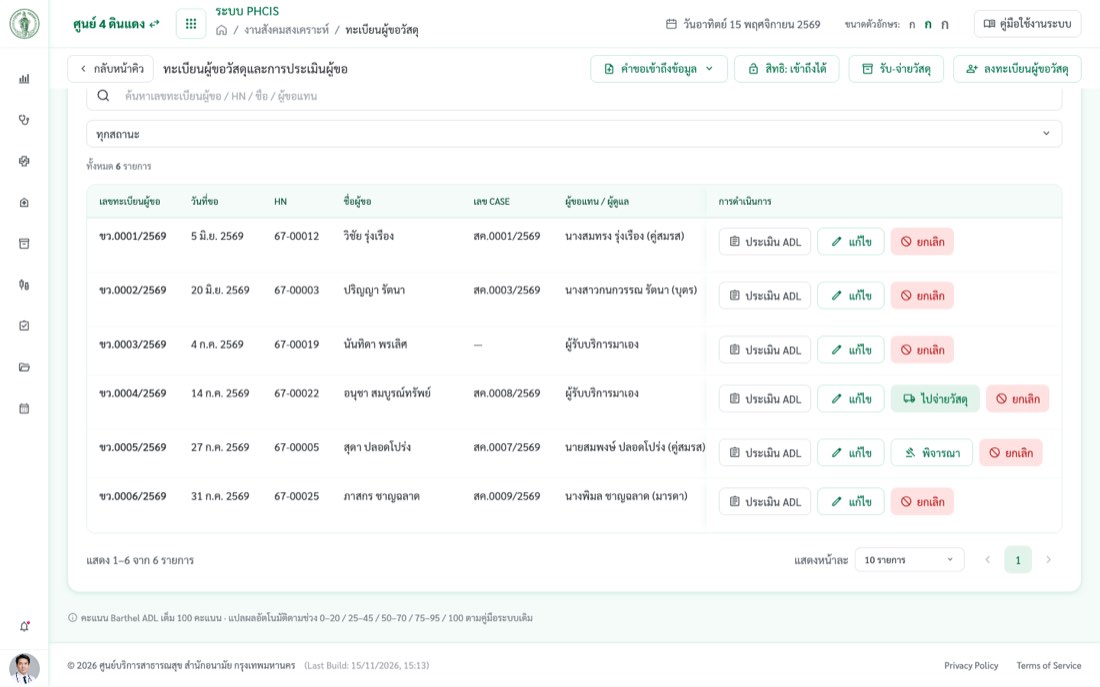 ศูนย์ 4 ดินแดง
ระบบ PHCIS
/ งานสังคมสงเคราะห์ / ทะเบียนผู้ขอวัสดุ
วันอาทิตย์ 15 พฤศจิกายน 2569
ขนาดตัวอักษร: ก ก ก
คู่มือใช้งานระบบ
กลับหน้าคิว
ทะเบียนผู้ขอวัสดุและการประเมินผู้ขอ
คำขอเข้าถึงข้อมูล
สิทธิ: เข้าถึงได้
รับ-จ่ายวัสดุ
ลงทะเบียนผู้ขอวัสดุ
ค้นหาเลขทะเบียนผู้ขอ / HN / ชื่อ / ผู้ขอแทน
ทุกสถานะ
ทั้งหมด 6 รายการ
เลขทะเบียนผู้ขอ วันที่ขอ HN ชื่อผู้ขอ เลข CASE ผู้ขอแทน / ผู้ดูแล การดำเนินการ
ขว.0001/2569 5 มิ.ย. 2569 67-00012 วิชัย รุ่งเรือง สค.0001/2569 นางสมทรง รุ่งเรือง (คู่สมรส) ประเมิน ADL แก้ไข ยกเลิก
ขว.0002/2569 20 มิ.ย. 2569 67-00003 ปริญญา รัตนา สค.0003/2569 นางสาวกนกวรรณ รัตนา (บุตร) ประเมิน ADL แก้ไข ยกเลิก
ขว.0003/2569 4 ก.ค. 2569 67-00019 นันทิดา พรเลิศ — ผู้รับบริการมาเอง ประเมิน ADL แก้ไข ยกเลิก
ขว.0004/2569 14 ก.ค. 2569 67-00022 อนุชา สมบูรณ์ทรัพย์ สค.0008/2569 ผู้รับบริการมาเอง ประเมิน ADL แก้ไข ไปจ่ายวัสดุ ยกเลิก
ขว.0005/2569 27 ก.ค. 2569 67-00005 สุดา ปลอดโปร่ง สค.0007/2569 นายสมพงษ์ ปลอดโปร่ง (คู่สมรส) ประเมิน ADL แก้ไข พิจารณา ยกเลิก
ขว.0006/2569 31 ก.ค. 2569 67-00025 ภาสกร ชาญฉลาด สค.0009/2569 นางพิมล ชาญฉลาด (มารดา) ประเมิน ADL แก้ไข ยกเลิก
แสดง 1–6 จาก 6 รายการ
แสดงหน้าละ 10 รายการ
1
คะแนน Barthel ADL เต็ม 100 คะแนน · แปลผลอัตโนมัติตามช่วง 0–20 / 25–45 / 50–70 / 75–95 / 100 ตามคู่มือระบบเดิม
© 2026 ศูนย์บริการสาธารณสุข สำนักอนามัย กรุงเทพมหานคร (Last Build: 15/11/2026, 15:13)
Privacy Policy Terms of Service